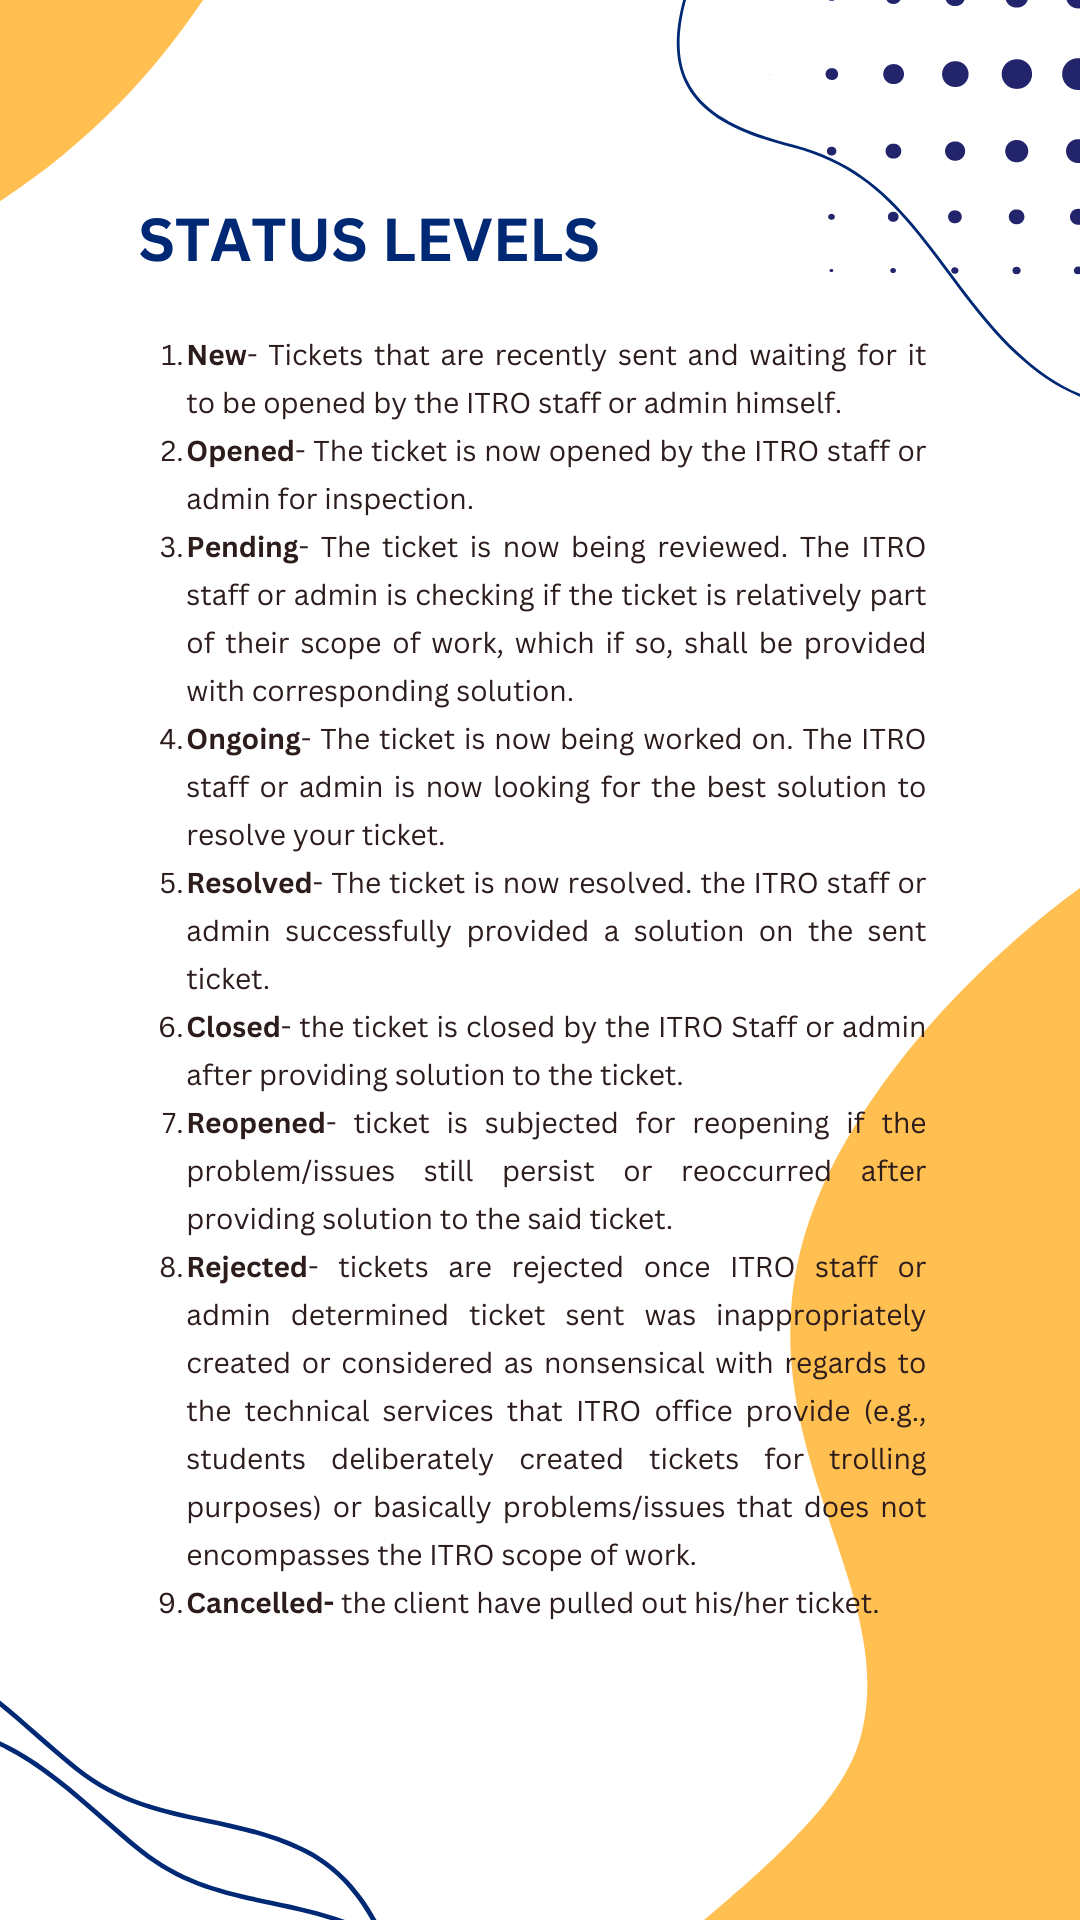 STATUS LEVELS
1. New- Tickets that are recently sent and waiting for it
to be opened by the ITRO staff or admin himself.
2. Opened- The ticket is now opened by the ITRO staff or
admin for inspection.
3. Pending- The ticket is now being reviewed. The ITRO
staff or admin is checking if the ticket is relatively part
of their scope of work, which if so, shall be provided
with corresponding solution.
4. Ongoing- The ticket is now being worked on. The ITRO
staff or admin is now looking for the best solution to
resolve your ticket.
5. Resolved- The ticket is now resolved. the ITRO staff or
admin successfully provided a solution on the sent
ticket.
6. Closed- the ticket is closed by the ITRO Staff or admin
after providing solution to the ticket.
7. Reopened- ticket is subjected for reopening if the
problem/issues still persist or reoccurred after
providing solution to the said ticket.
8. Rejected- tickets are rejected once ITRO staff or
admin determined ticket sent was inappropriately
created or considered as nonsensical with regards to
the technical services that ITRO office provide (e.g.,
students deliberately created tickets for trolling
purposes) or basically problems/issues that does not
encompasses the ITRO scope of work.
9. Cancelled- the client have pulled out his/her ticket.